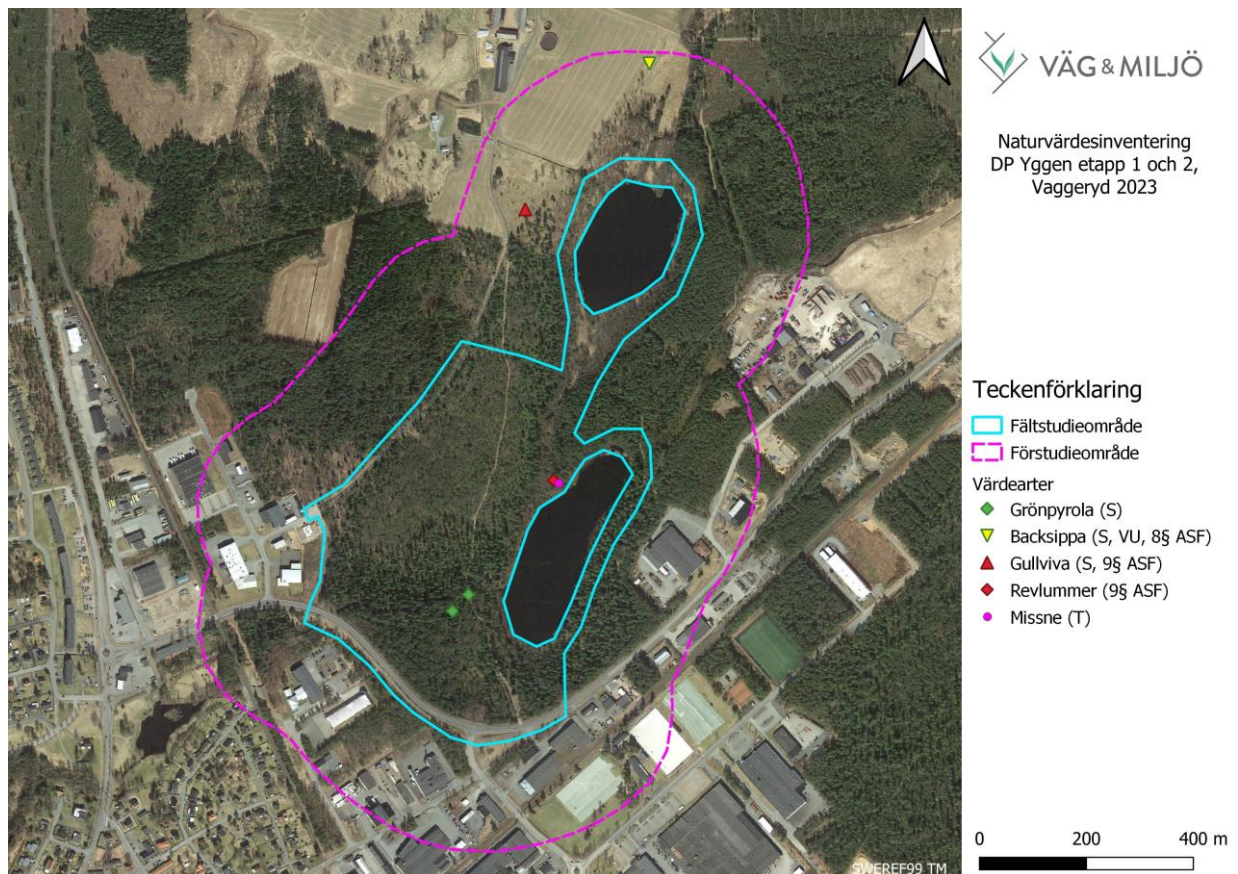 VÄG & MILJÖ
Naturvärdesinventering
DP Yggen etapp 1 och 2,
Vaggeryd 2023
Teckenförklaring
Fältstudieområde
Förstudieområde
Värdearter
Grönpyrola (S)
Backsippa (S, VU, 8§ ASF)
Gullviva (S, 9§ ASF)
Revlummer (9§ ASF)
Missne (T)
0 200 400 m
SWEREF99 TM